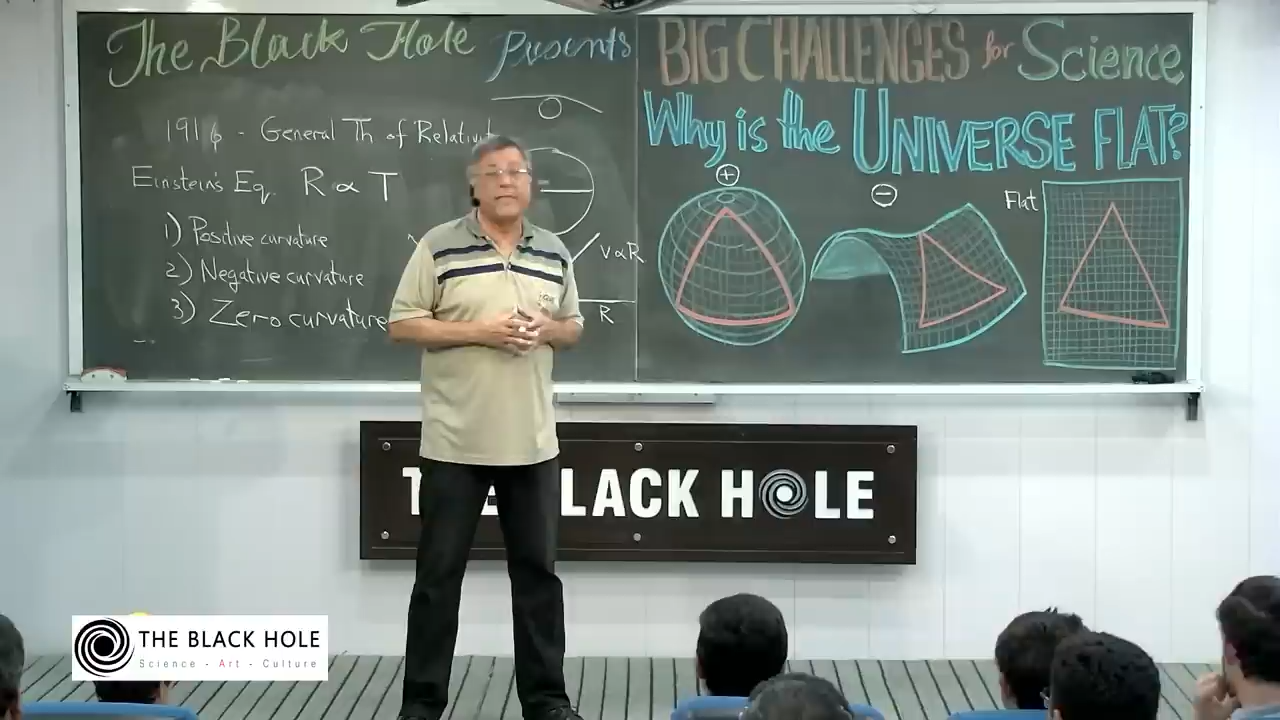 The Black Hole Presents
1916 - General Th of Relativ
Einstein's Eq. R ∝ T
1) Positive curvature
2) Negative curvature
3) Zero curvature
v∝R
R
BIG CHALLENGES for Science
Why is the UNIVERSE FLAT?
+
−
Flat
THE BLACK HOLE
THE BLACK HOLE
Science - Art - Culture